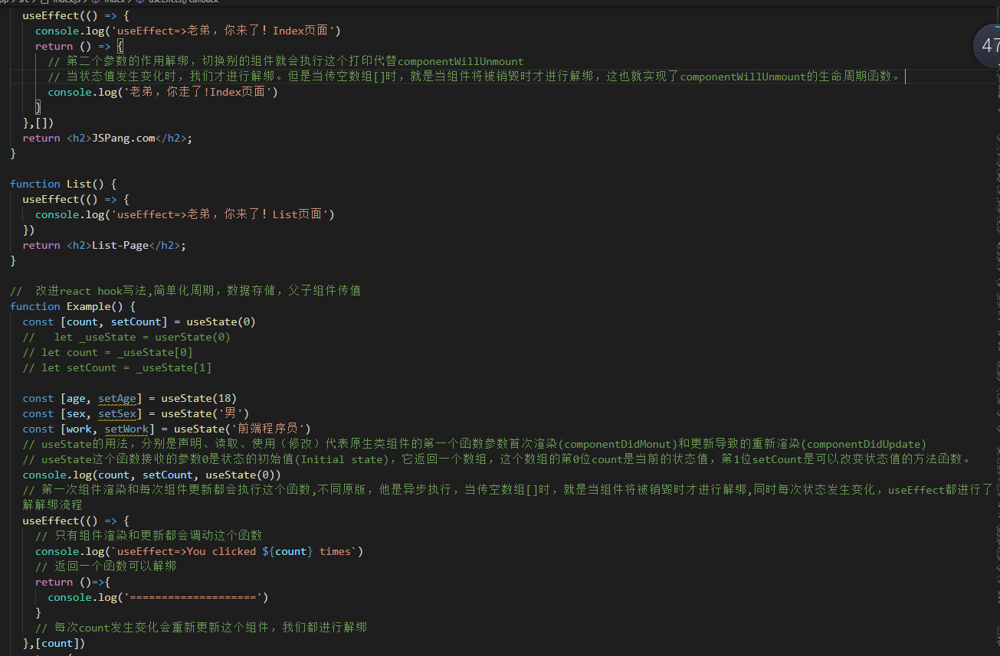 useEffect(() => {
console.log('useEffect=>老弟，你来了！Index页面')
return () => {
// 第二个参数的作用解绑，切换别的组件就会执行这个打印代替componentWillUnmount
// 当状态值发生变化时，我们才进行解绑。但是当传空数组[]时，就是当组件将被销毁时才进行解绑，这也就实现了componentWillUnmount的生命周期函数。
console.log('老弟，你走了!Index页面')
}
},[])
return <h2>JSPang.com</h2>;
}
function List() {
useEffect(() => {
console.log('useEffect=>老弟，你来了！List页面')
})
return <h2>List-Page</h2>;
}
//  改进react hook写法,简单化周期，数据存储，父子组件传值
function Example() {
const [count, setCount] = useState(0)
//   let _useState = userState(0)
// let count = _useState[0]
// let setCount = _useState[1]
const [age, setAge] = useState(18)
const [sex, setSex] = useState('男')
const [work, setWork] = useState('前端程序员')
// useState的用法，分别是声明、读取、使用（修改）代表原生类组件的第一个函数参数首次渲染(componentDidMonut)和更新导致的重新渲染(componentDidUpdate)
// useState这个函数接收的参数0是状态的初始值(Initial state)，它返回一个数组，这个数组的第0位count是当前的状态值，第1位setCount是可以改变状态值的方法函数。
console.log(count, setCount, useState(0))
// 第一次组件渲染和每次组件更新都会执行这个函数,不同原版，他是异步执行，当传空数组[]时，就是当组件将被销毁时才进行解绑,同时每次状态发生变化，useEffect都进行了
解解绑流程
useEffect(() => {
// 只有组件渲染和更新都会调动这个函数
console.log(`useEffect=>You clicked ${count} times`)
// 返回一个函数可以解绑
return ()=>{
console.log('====================')
}
// 每次count发生变化会重新更新这个组件，我们都进行解绑
},[count])
47